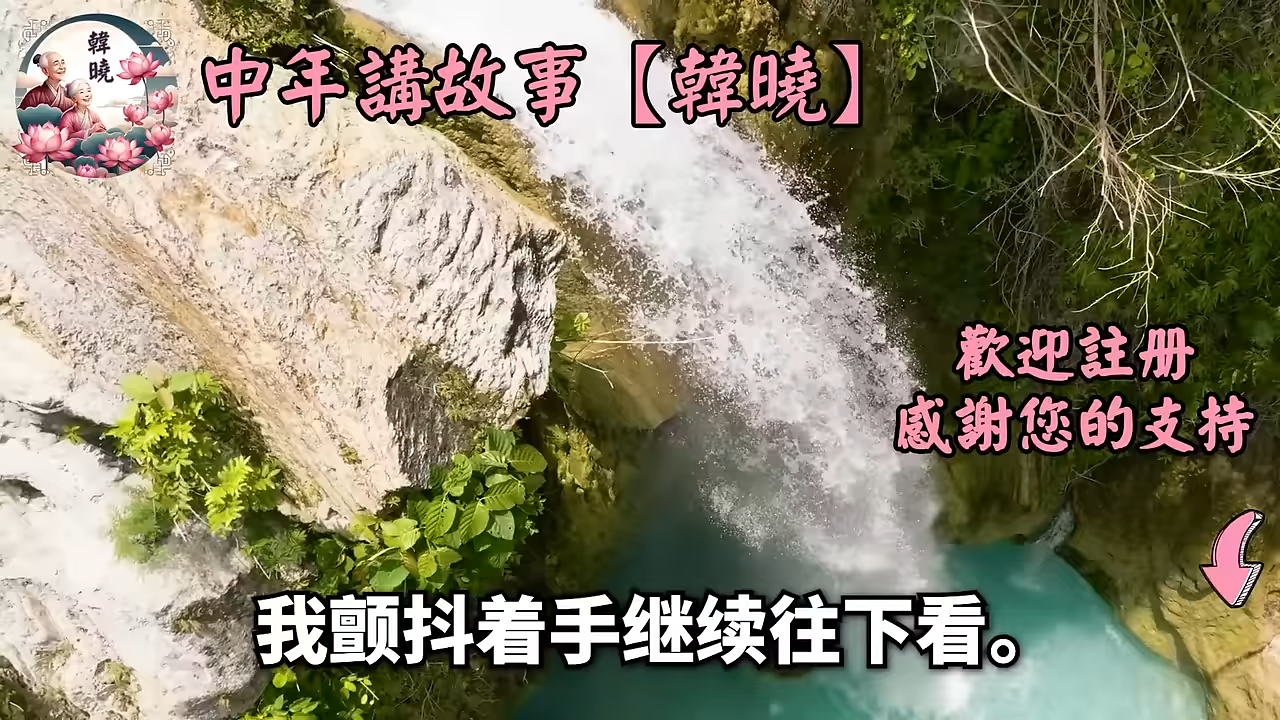 韓曉
中年講故事【韓曉】
歡迎註册
感謝您的支持
我颤抖着手继续往下看。